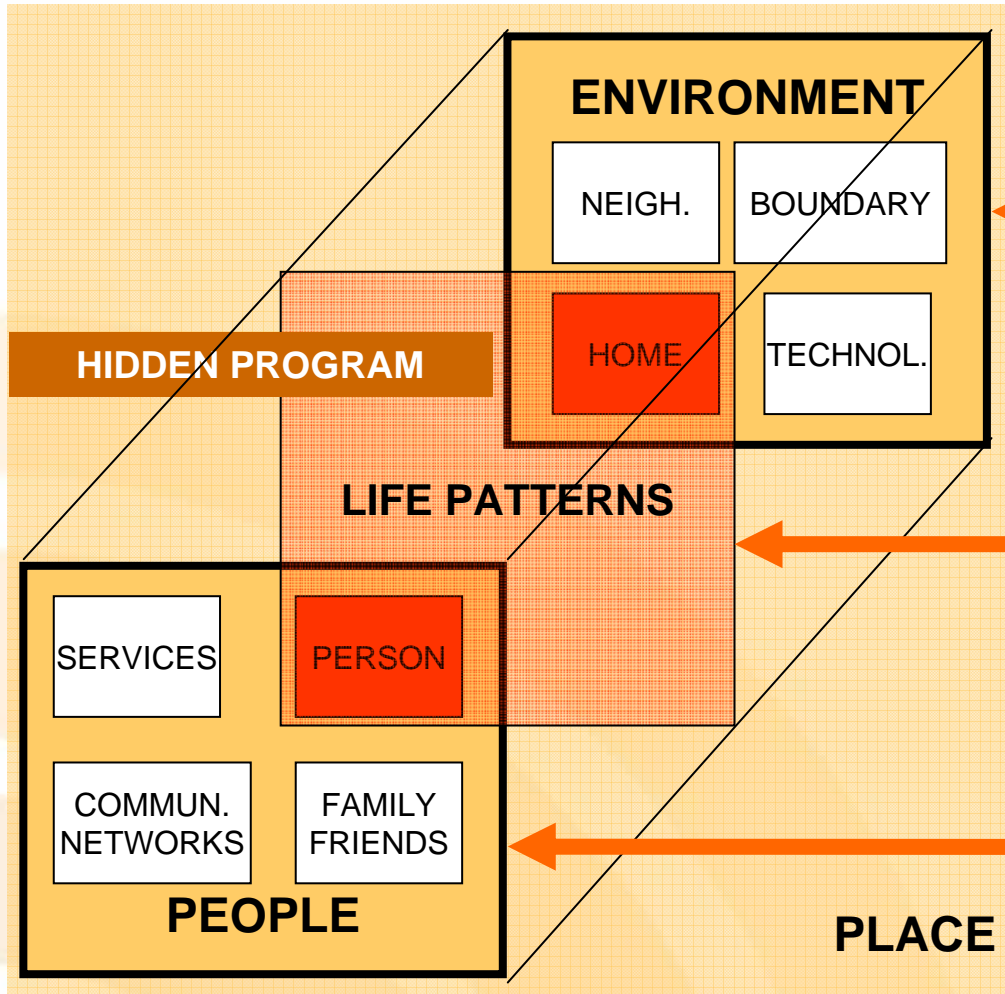 ENVIRONMENT
NEIGH.
BOUNDARY
HOME
TECHNOL.
HIDDEN PROGRAM
LIFE PATTERNS
SERVICES
PERSON
COMMUN.
NETWORKS
FAMILY
FRIENDS
PEOPLE
PLACE